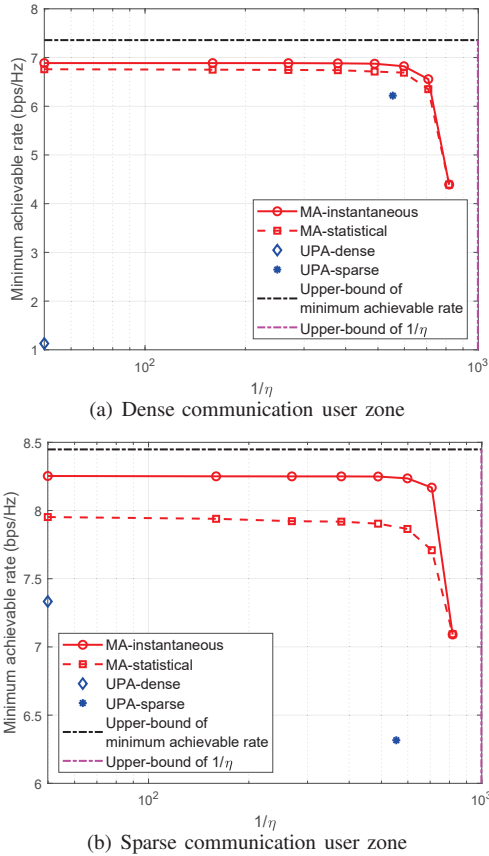 8
7
6
5
4
3
2
1
Minimum achievable rate (bps/Hz)
MA-instantaneous
MA-statistical
UPA-dense
UPA-sparse
Upper-bound of
minimum achievable rate
Upper-bound of 1/η
10²
10³
1/η
(a) Dense communication user zone
8.5
8
7.5
7
6.5
6
Minimum achievable rate (bps/Hz)
MA-instantaneous
MA-statistical
UPA-dense
UPA-sparse
Upper-bound of
minimum achievable rate
Upper-bound of 1/η
10²
10³
1/η
(b) Sparse communication user zone